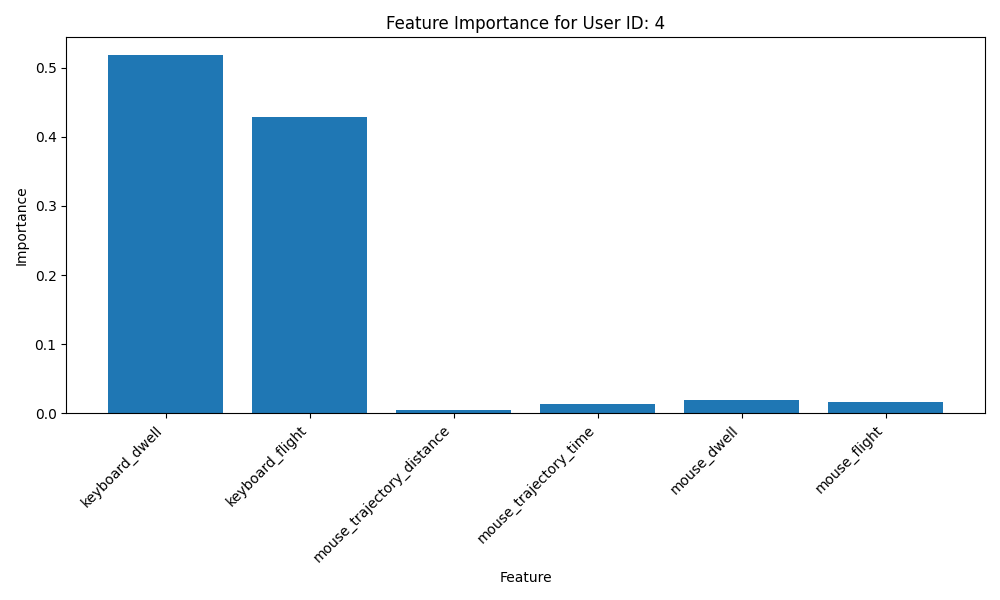 Feature Importance for User ID: 4
Importance
0.5
0.4
0.3
0.2
0.1
0.0
keyboard_dwell
keyboard_flight
mouse_trajectory_distance
mouse_trajectory_time
mouse_dwell
mouse_flight
Feature